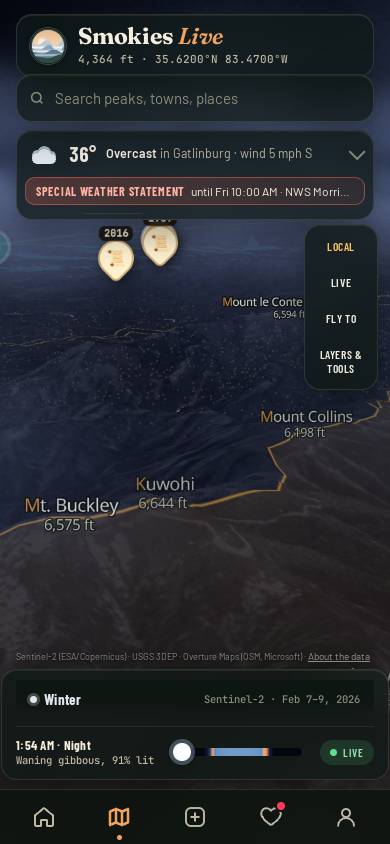 Smokies Live
4,364 ft · 35.6200°N 83.4700°W
Search peaks, towns, places
36° Overcast in Gatlinburg · wind 5 mph S
SPECIAL WEATHER STATEMENT until Fri 10:00 AM · NWS Morri...
2016
LOCAL
LIVE
FLY TO
LAYERS &
TOOLS
Mount le Conte
6,594 ft
Mount Collins
6,198 ft
Kuwohi
6,644 ft
Mt. Buckley
6,575 ft
Sentinel-2 (ESA/Copernicus) · USGS 3DEP · Overture Maps (OSM, Microsoft) · About the data
Winter
Sentinel-2 · Feb 7–9, 2026
1:54 AM · Night
Waning gibbous, 91% lit
LIVE